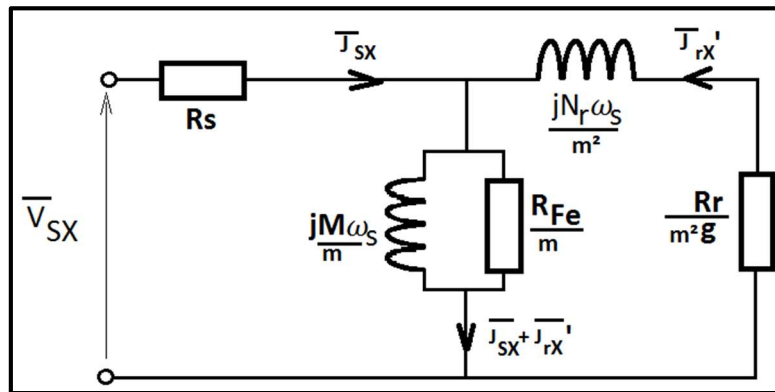 J̅SX
J̅rX'
Rs
jNrωs
m²
V̅SX
jMωs
m
RFe
m
Rr
m²g
J̅SX+J̅rX'